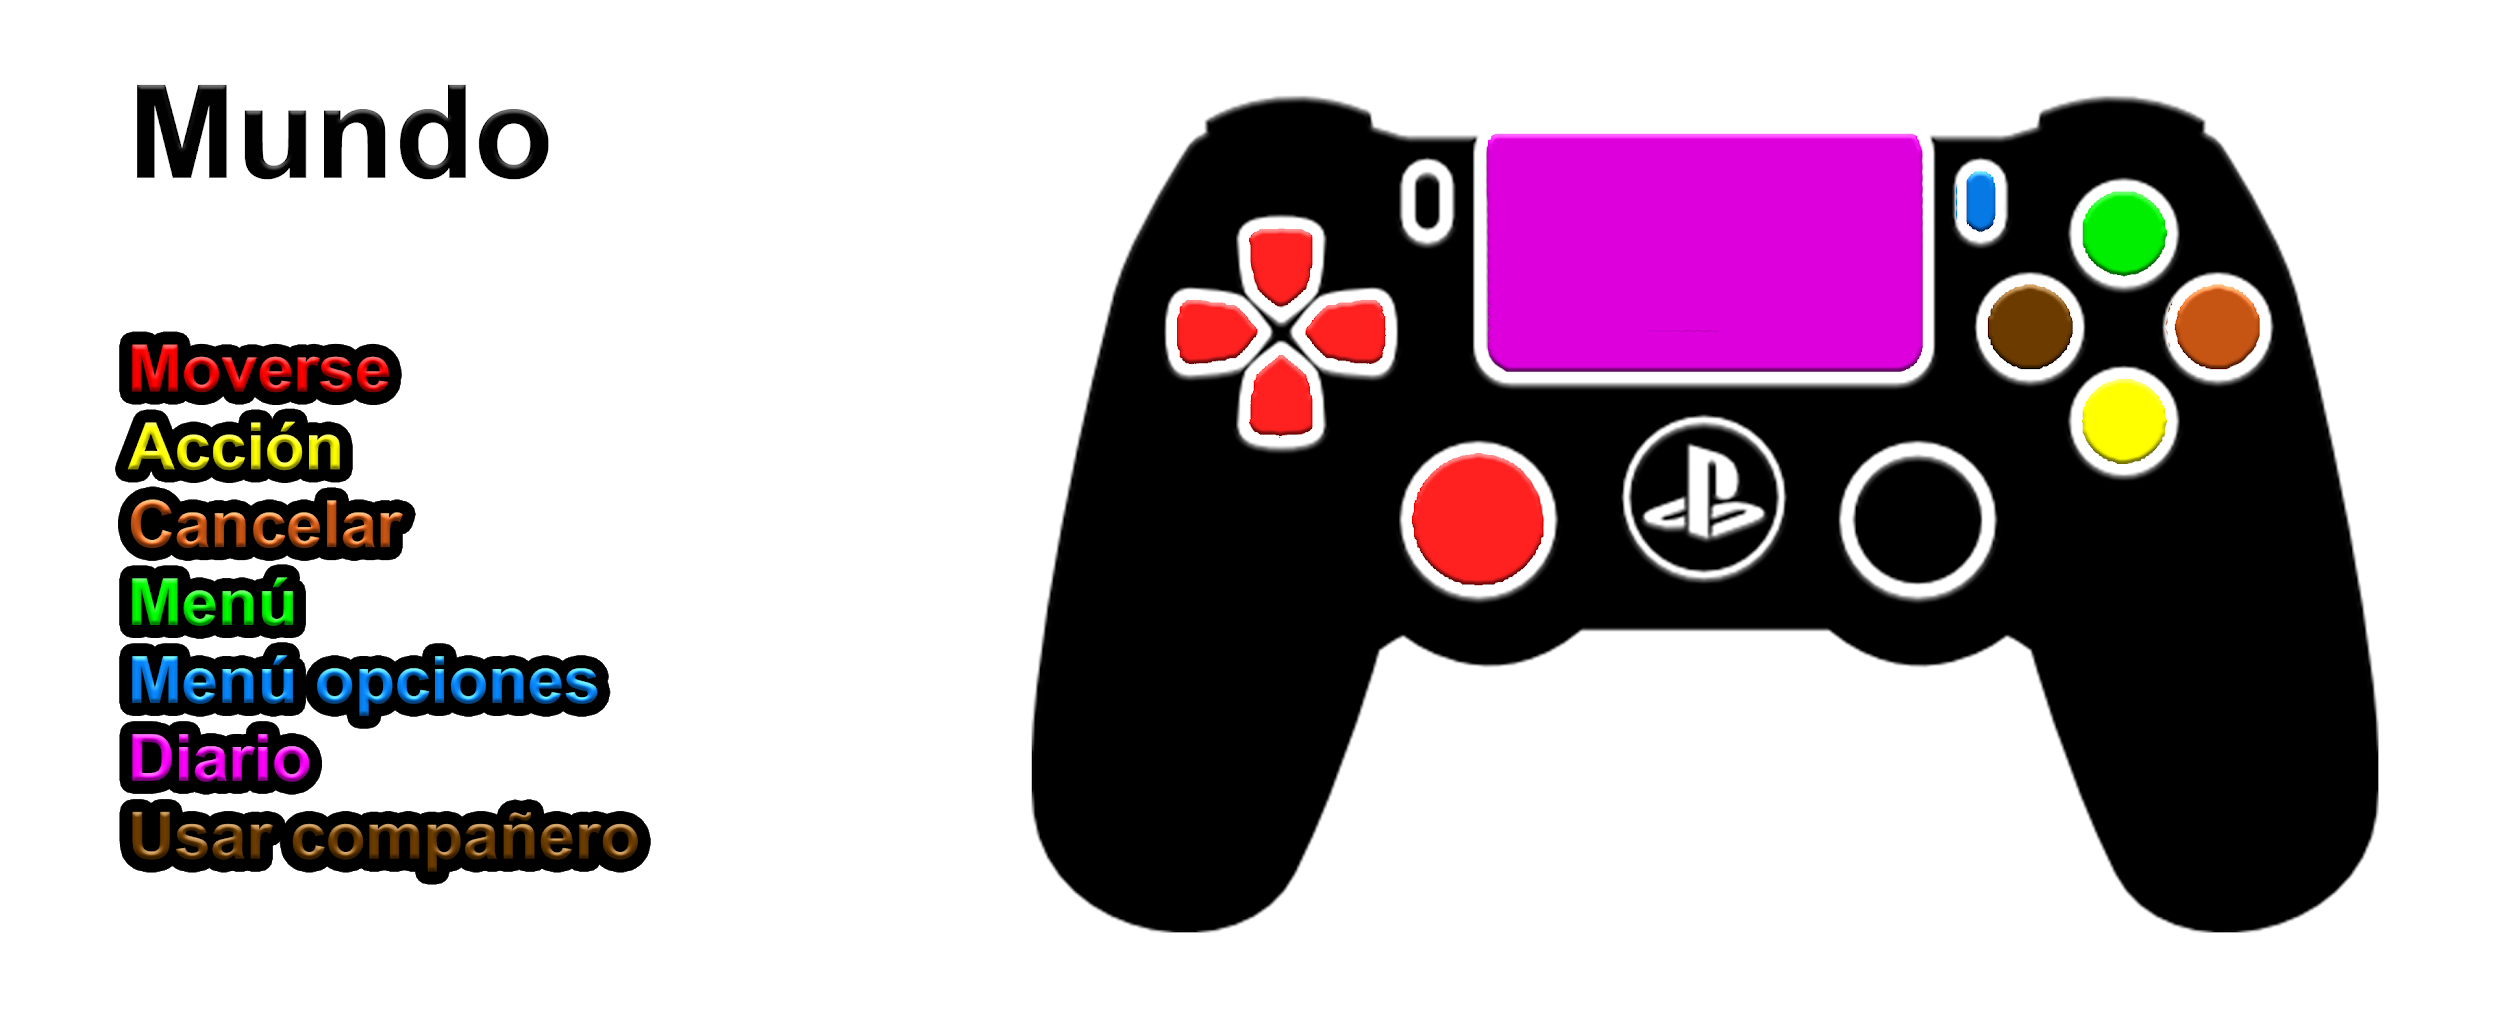 Mundo
Moverse
Acción
Cancelar
Menú
Menú opciones
Diario
Usar compañero